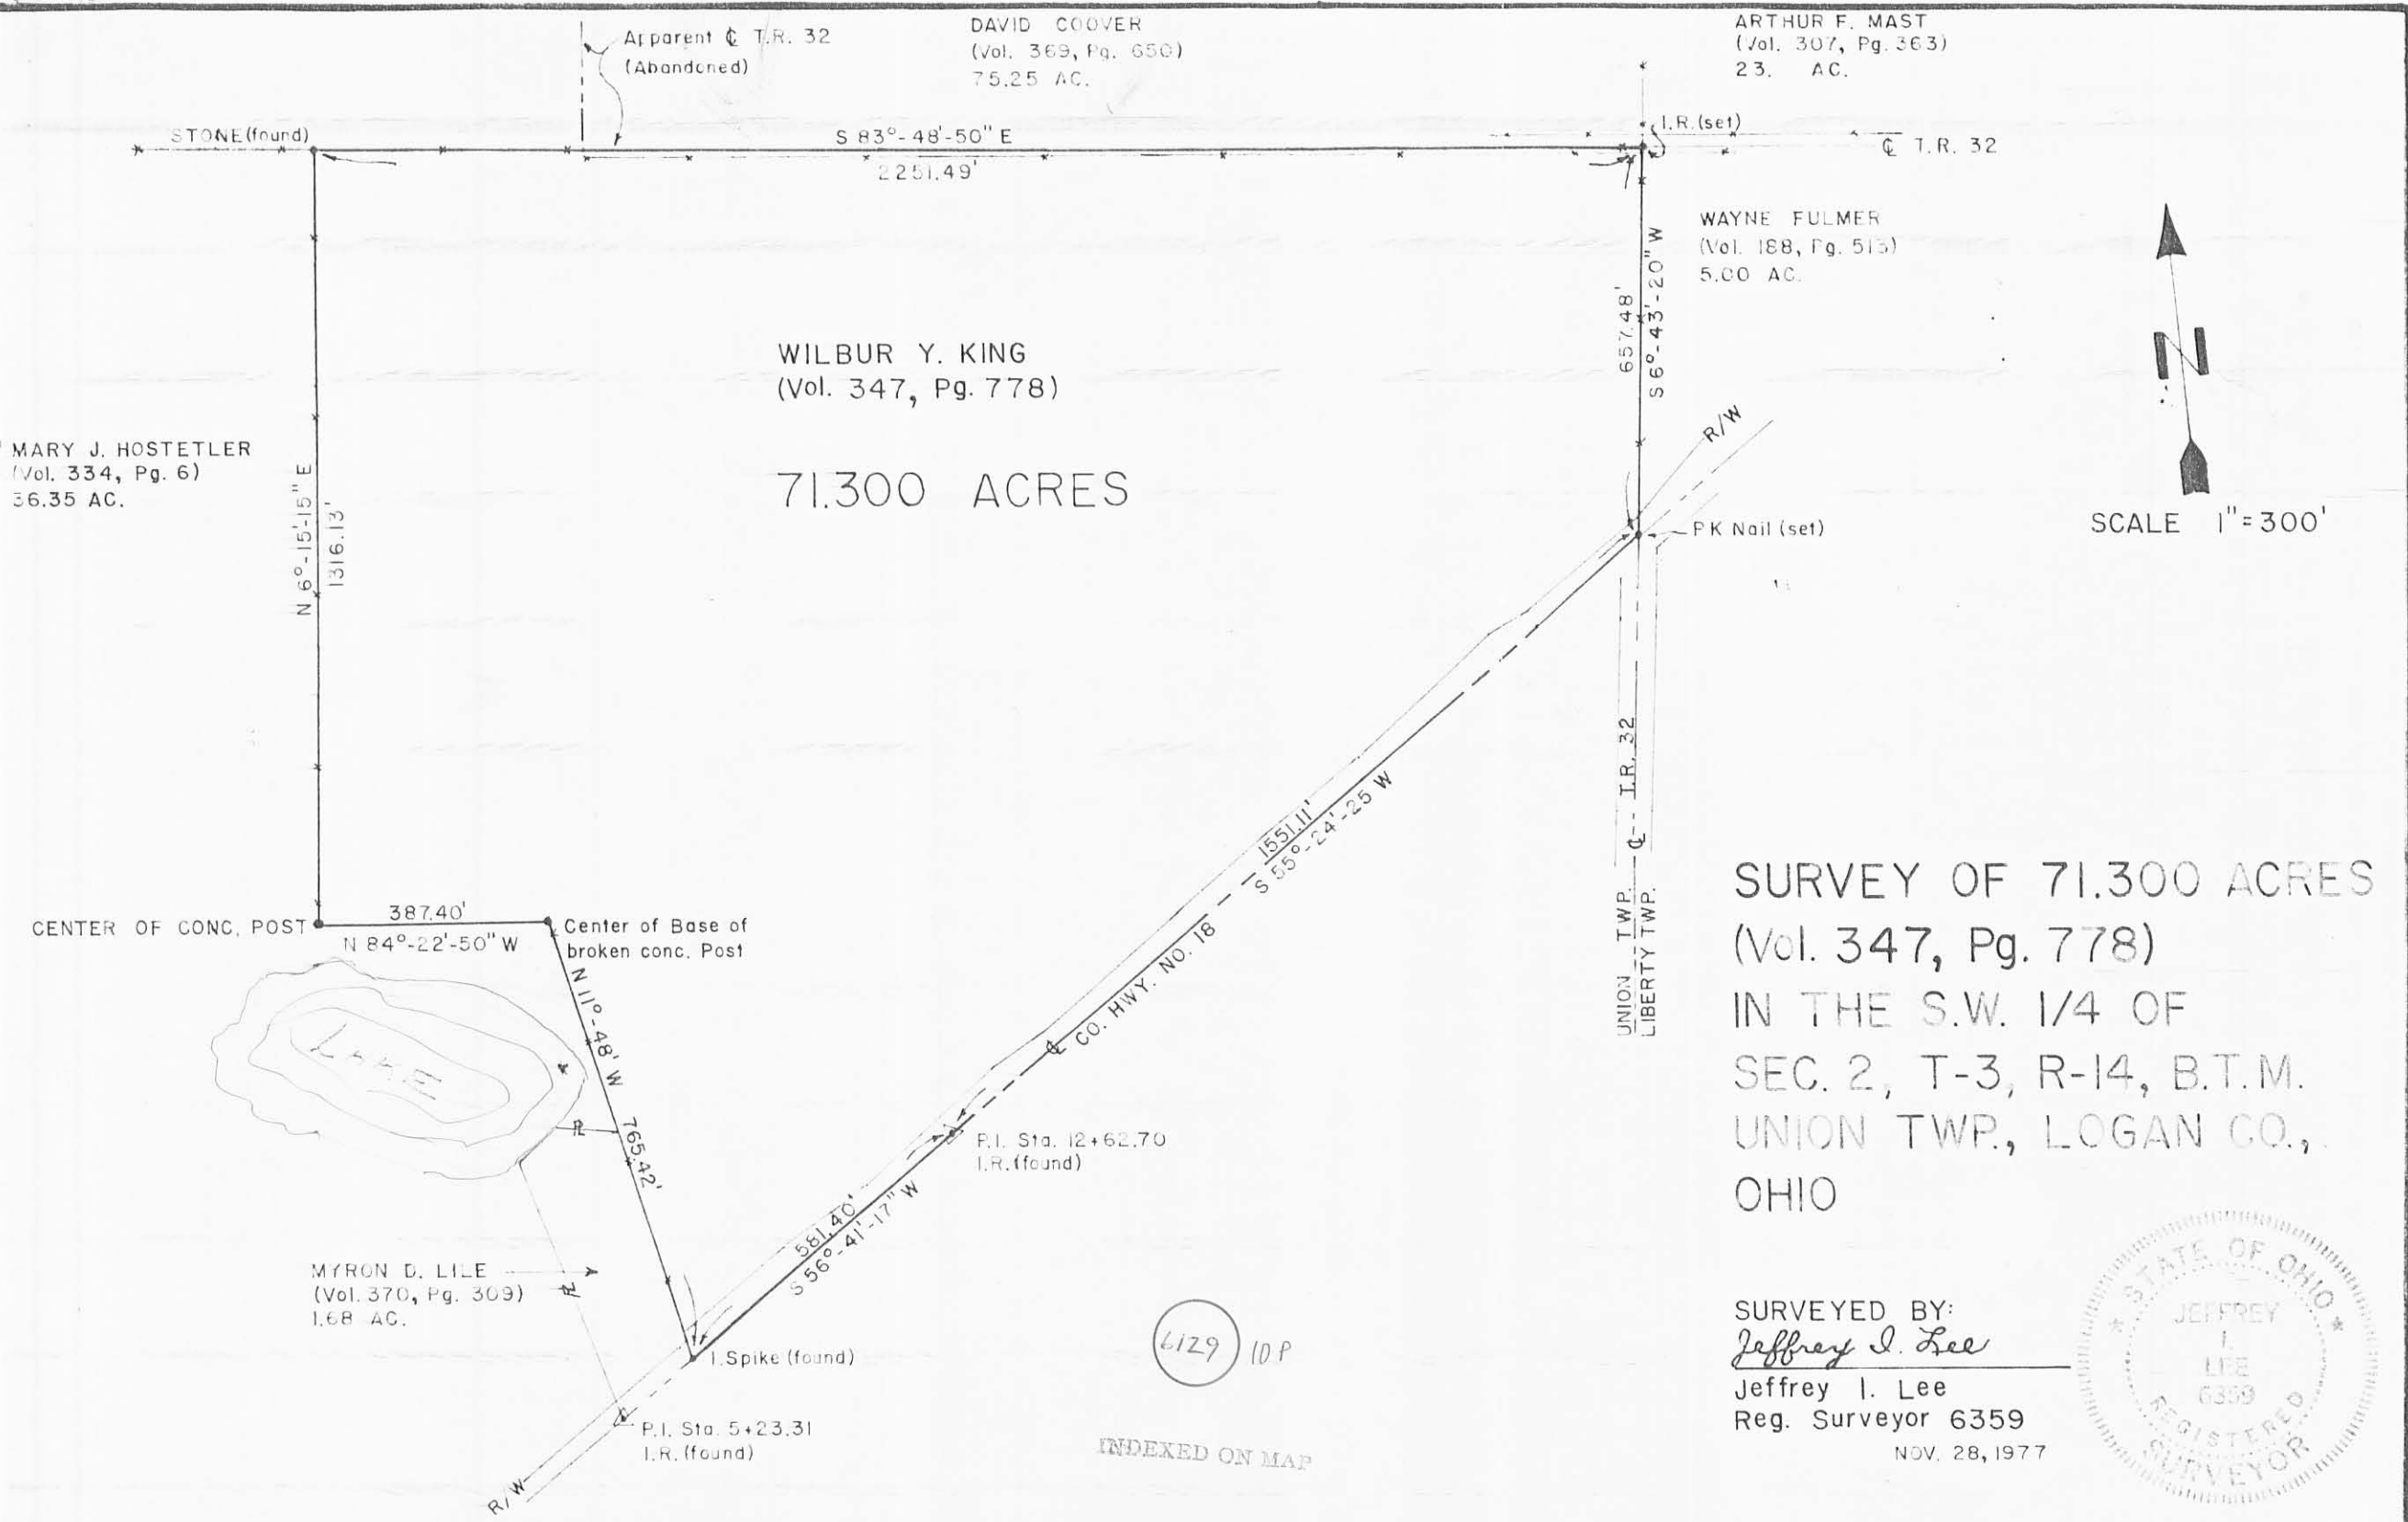 Apparent ℄ T.R. 32
(Abandoned)
DAVID COOVER
(Vol. 369, Pg. 650)
75.25 AC.
ARTHUR F. MAST
(Vol. 307, Pg. 363)
23. AC.
STONE (found)
S 83°-48'-50" E
2251.49'
I.R. (set)
℄ T.R. 32
WAYNE FULMER
(Vol. 188, Pg. 513)
5.00 AC.
657.48'
S 6°-43'-20" W
N
SCALE 1"=300'
WILBUR Y. KING
(Vol. 347, Pg. 778)
71.300 ACRES
MARY J. HOSTETLER
(Vol. 334, Pg. 6)
36.35 AC.
N 6°-15'-15" E
1316.13'
R/W
PK Nail (set)
UNION TWP.
LIBERTY TWP.
℄ T.R. 32
1551.11'
S 55°-24'-25 W
℄ CO. HWY. NO. 18
CENTER OF CONC. POST
387.40'
N 84°-22'-50" W
Center of Base of
broken conc. Post
N 11°-48' W
765.42'
LAKE
PL
P.I. Sta. 12+62.70
I.R. (found)
581.40'
S 56°-41'-17" W
MYRON D. LILE
(Vol. 370, Pg. 309)
1.68 AC.
PL
I. Spike (found)
P.I. Sta. 5+23.31
I.R. (found)
R/W
6129 10P
INDEXED ON MAP
SURVEY OF 71.300 ACRES
(Vol. 347, Pg. 778)
IN THE S.W. 1/4 OF
SEC. 2, T-3, R-14, B.T.M.
UNION TWP., LOGAN CO.,
OHIO
SURVEYED BY:
Jeffrey I. Lee
Jeffrey I. Lee
Reg. Surveyor 6359
NOV. 28, 1977
STATE OF OHIO
JEFFREY
I.
LEE
6359
REGISTERED
SURVEYOR